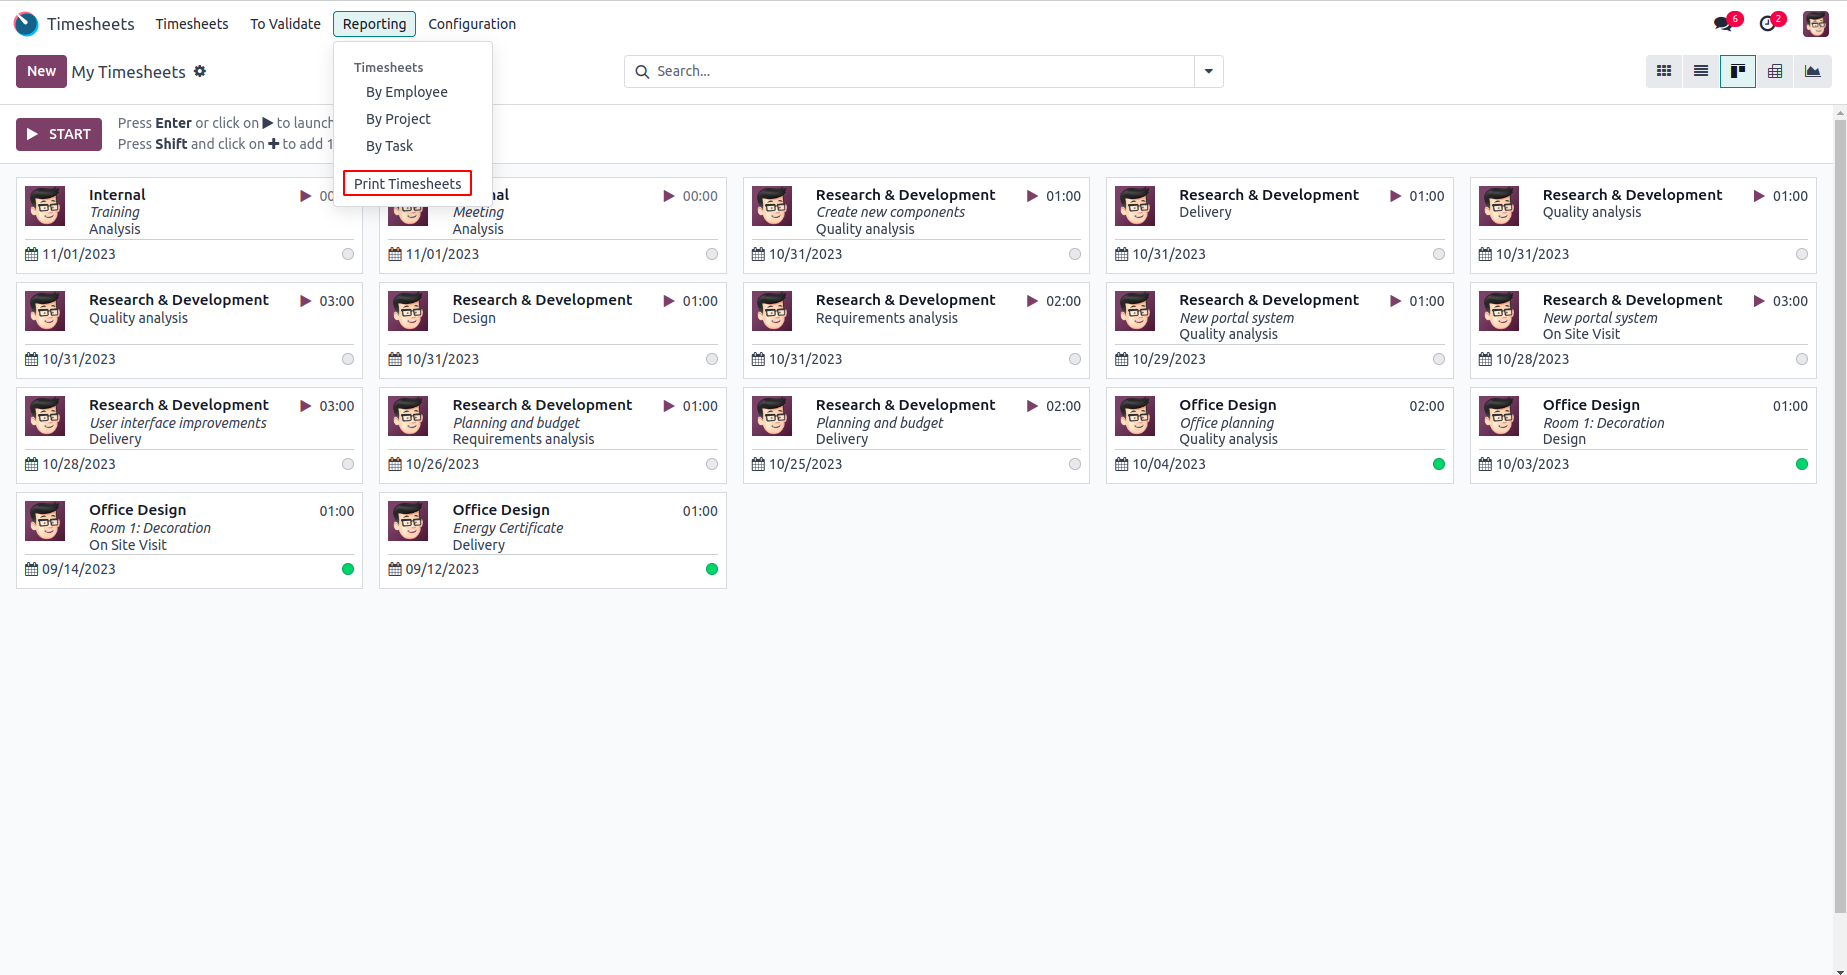 Timesheets Timesheets To Validate Reporting Configuration 6 2
New My Timesheets Search...
Timesheets
By Employee
By Project
By Task
Print Timesheets
START Press Enter or click on to launch
Press Shift and click on to add 1
Internal 00
Training
Analysis
11/01/2023
al 00:00
Meeting
Analysis
11/01/2023
Research & Development 01:00
Create new components
Quality analysis
10/31/2023
Research & Development 01:00
Delivery
10/31/2023
Research & Development 01:00
Quality analysis
10/31/2023
Research & Development 03:00
Quality analysis
10/31/2023
Research & Development 01:00
Design
10/31/2023
Research & Development 02:00
Requirements analysis
10/31/2023
Research & Development 01:00
New portal system
Quality analysis
10/29/2023
Research & Development 03:00
New portal system
On Site Visit
10/28/2023
Research & Development 03:00
User interface improvements
Delivery
10/28/2023
Research & Development 01:00
Planning and budget
Requirements analysis
10/26/2023
Research & Development 02:00
Planning and budget
Delivery
10/25/2023
Office Design 02:00
Office planning
Quality analysis
10/04/2023
Office Design 01:00
Room 1: Decoration
Design
10/03/2023
Office Design 01:00
Room 1: Decoration
On Site Visit
09/14/2023
Office Design 01:00
Energy Certificate
Delivery
09/12/2023